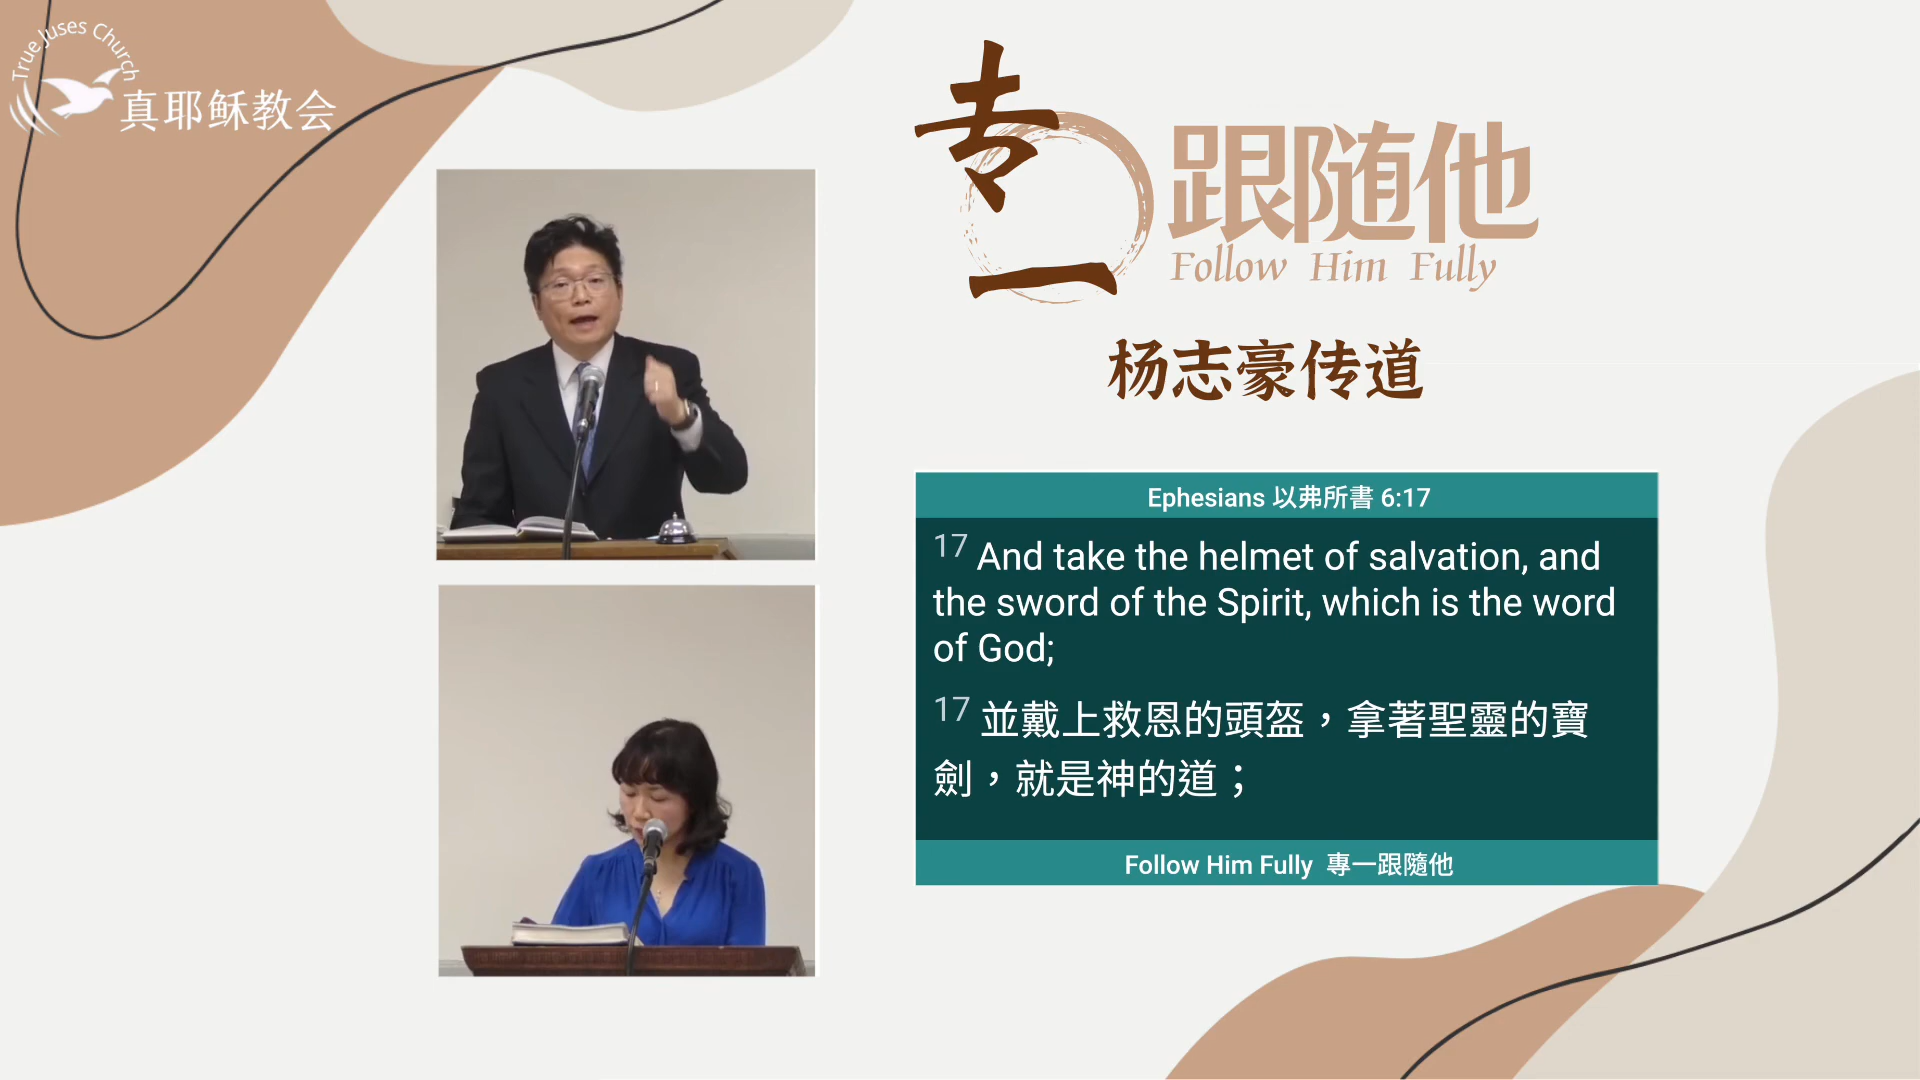 True Juses Church
真耶稣教会
专一
跟随他
Follow Him Fully
杨志豪传道
Ephesians 以弗所書 6:17
17 And take the helmet of salvation, and
the sword of the Spirit, which is the word
of God;
17 並戴上救恩的頭盔，拿著聖靈的寶
劍，就是神的道；
Follow Him Fully 專一跟隨他